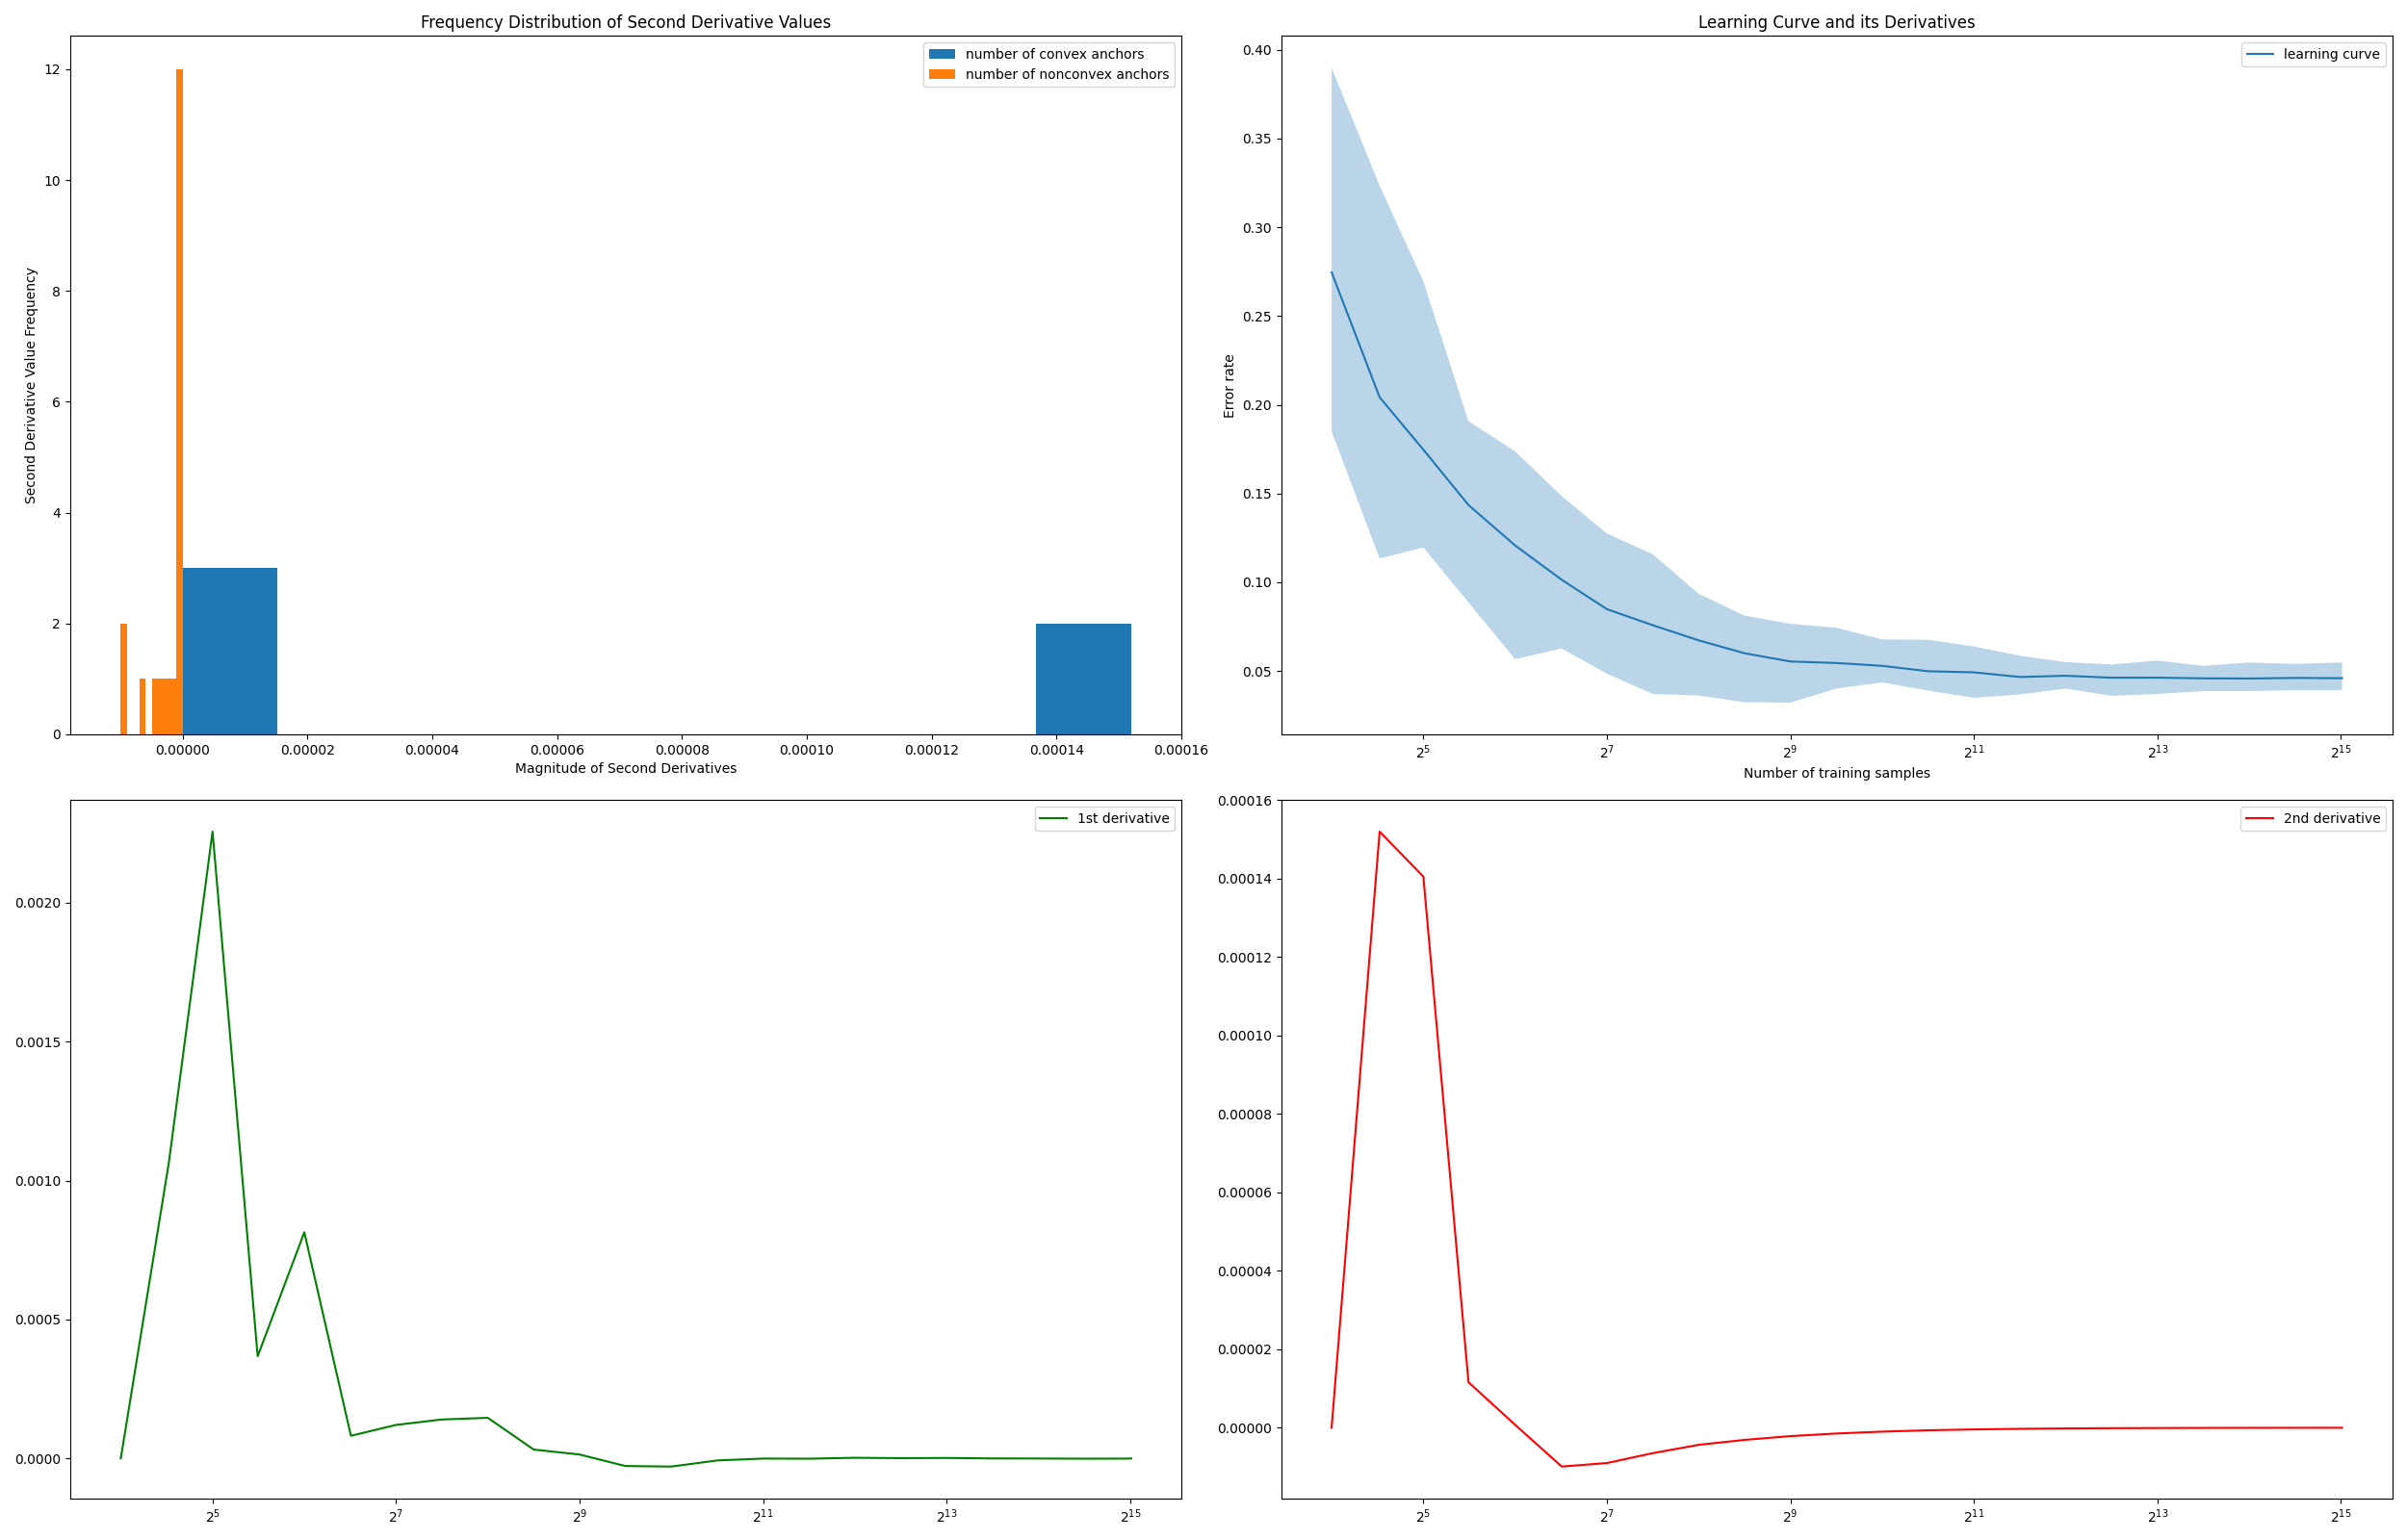 Frequency Distribution of Second Derivative Values
number of convex anchors
number of nonconvex anchors
Second Derivative Value Frequency
12
10
8
6
4
2
0
0.00000 0.00002 0.00004 0.00006 0.00008 0.00010 0.00012 0.00014 0.00016
Magnitude of Second Derivatives
Learning Curve and its Derivatives
learning curve
Error rate
0.40
0.35
0.30
0.25
0.20
0.15
0.10
0.05
2^5 2^7 2^9 2^11 2^13 2^15
Number of training samples
1st derivative
0.0020
0.0015
0.0010
0.0005
0.0000
2^5 2^7 2^9 2^11 2^13 2^15
2nd derivative
0.00016
0.00014
0.00012
0.00010
0.00008
0.00006
0.00004
0.00002
0.00000
2^5 2^7 2^9 2^11 2^13 2^15